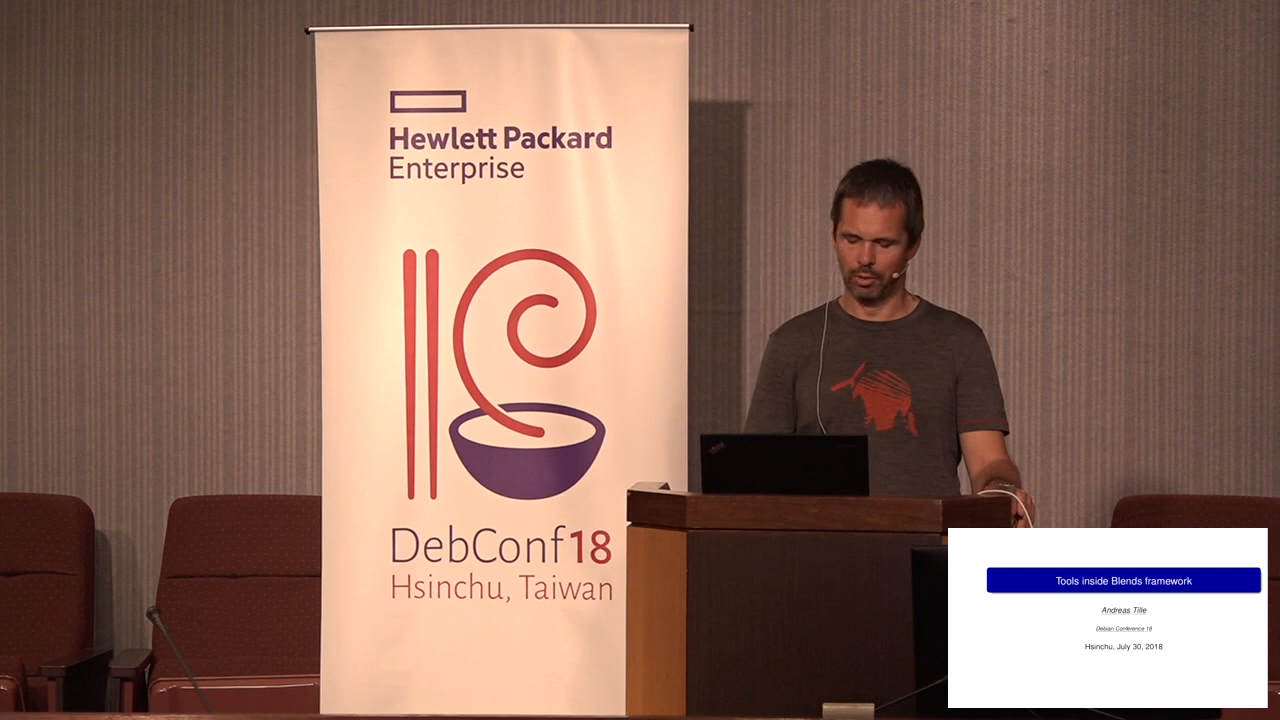 Hewlett Packard
Enterprise
DebConf18
Hsinchu, Taiwan
Tools inside Blends framework
Andreas Tille
Debian Conference 18
Hsinchu, July 30, 2018